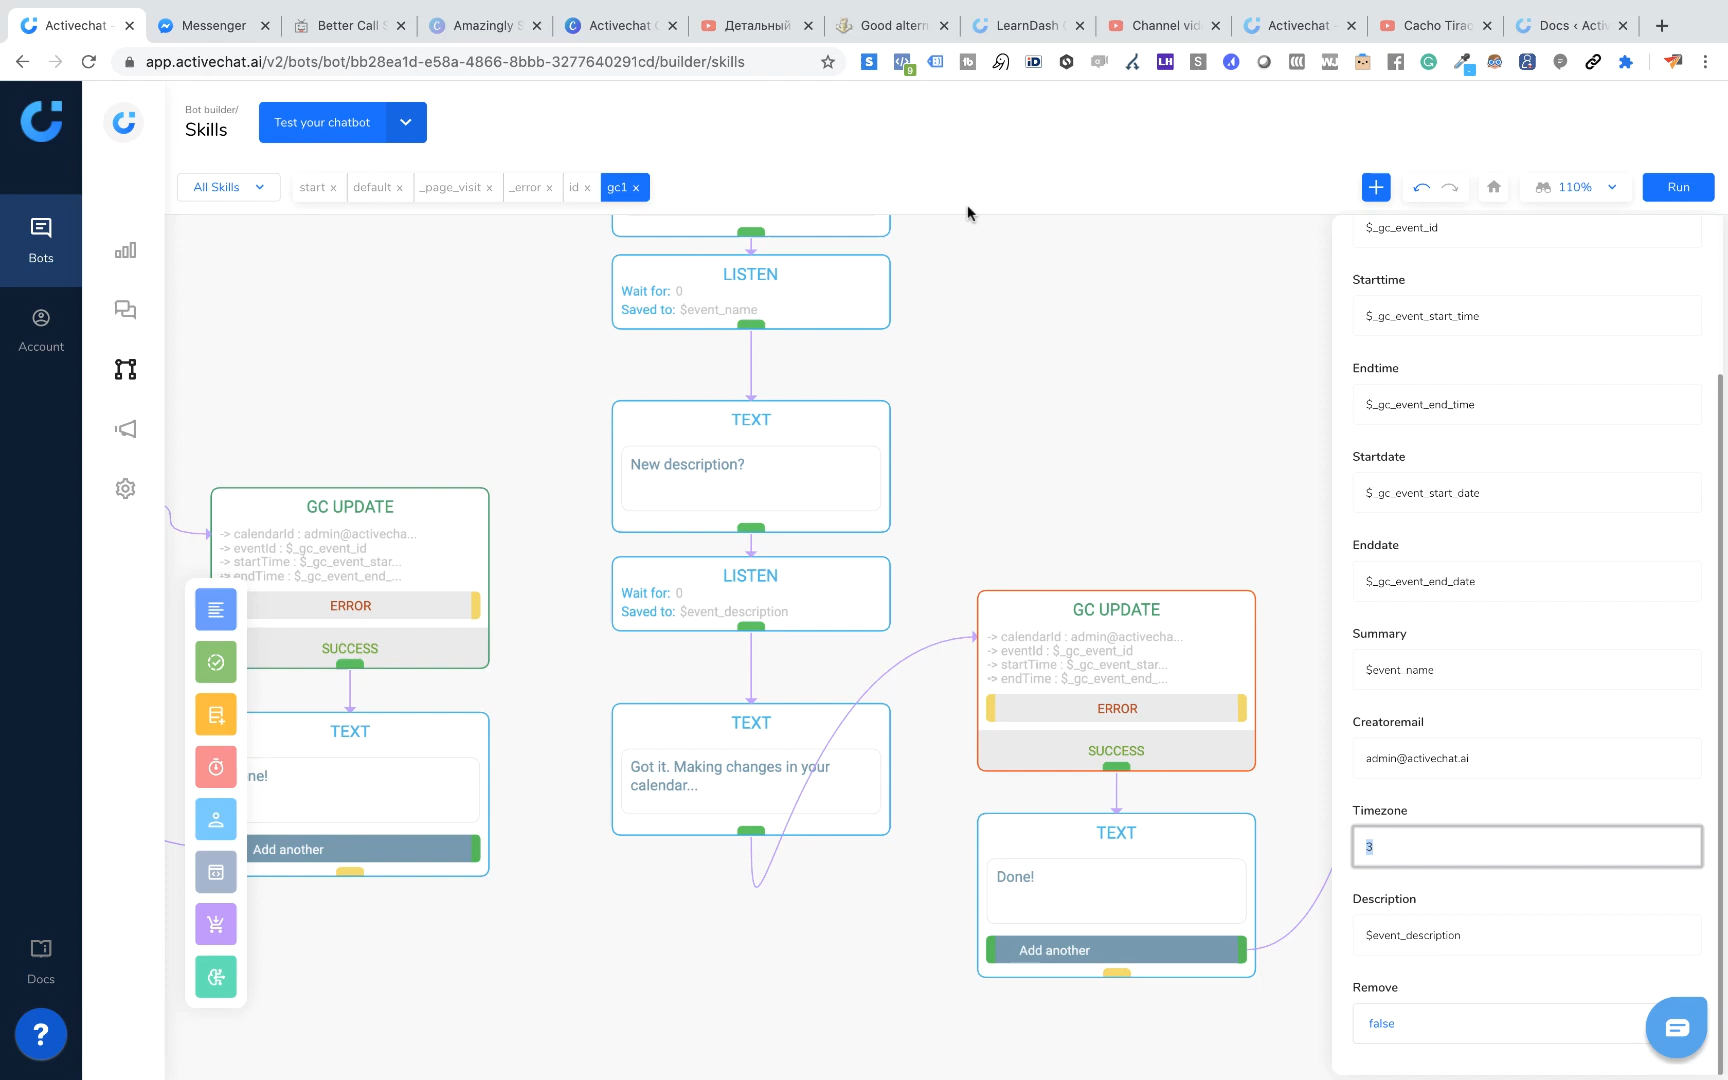 Activechat -
Messenger
Better Call S
Amazingly S
Activechat C
Детальный
Good altern
LearnDash C
Channel vid
Activechat -
Cacho Tirao
Docs ‹ Activ
app.activechat.ai/v2/bots/bot/bb28ea1d-e58a-4866-8bbb-3277640291cd/builder/skills
Bot builder/
Skills
Test your chatbot
All Skills
start
default
_page_visit
_error
id
gc1
110%
Run
Bots
Account
Docs
?
LISTEN
Wait for: 0
Saved to: $event_name
TEXT
New description?
LISTEN
Wait for: 0
Saved to: $event_description
TEXT
Got it. Making changes in your
calendar...
GC UPDATE
-> calendarId : admin@activecha...
-> eventId : $_gc_event_id
-> startTime : $_gc_event_star...
-> endTime : $_gc_event_end_...
ERROR
SUCCESS
TEXT
ne!
Add another
GC UPDATE
-> calendarId : admin@activecha...
-> eventId : $_gc_event_id
-> startTime : $_gc_event_star...
-> endTime : $_gc_event_end_...
ERROR
SUCCESS
TEXT
Done!
Add another
$_gc_event_id
Starttime
$_gc_event_start_time
Endtime
$_gc_event_end_time
Startdate
$_gc_event_start_date
Enddate
$_gc_event_end_date
Summary
$event_name
Creatoremail
admin@activechat.ai
Timezone
3
Description
$event_description
Remove
false